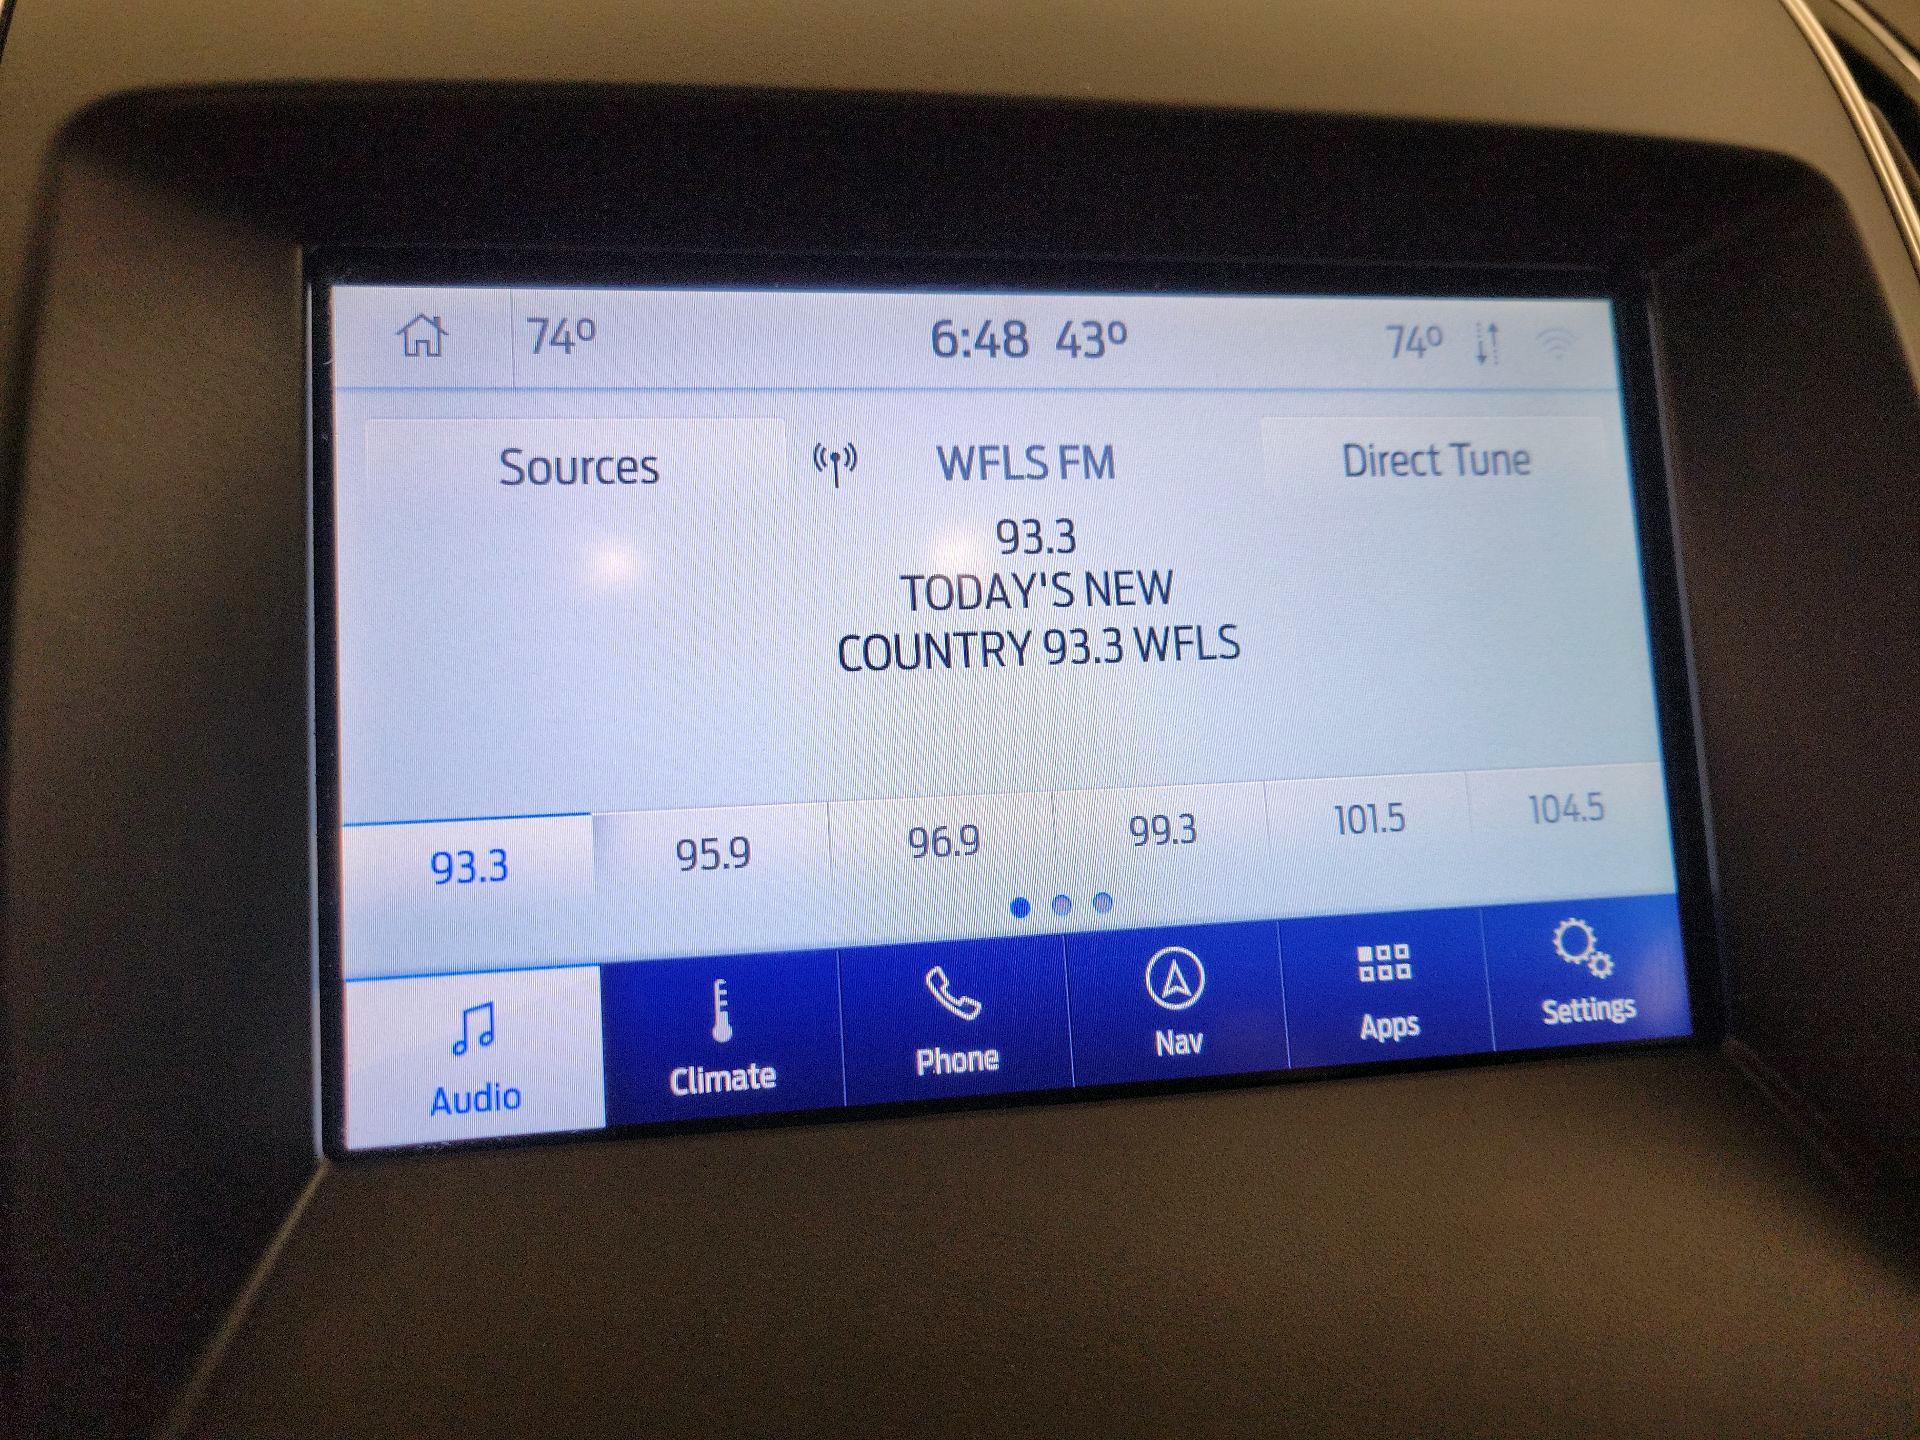 74° 6:48 43° 74°
Sources WFLS FM Direct Tune
93.3
TODAY'S NEW
COUNTRY 93.3 WFLS
93.3 95.9 96.9 99.3 101.5 104.5
Audio Climate Phone Nav Apps Settings